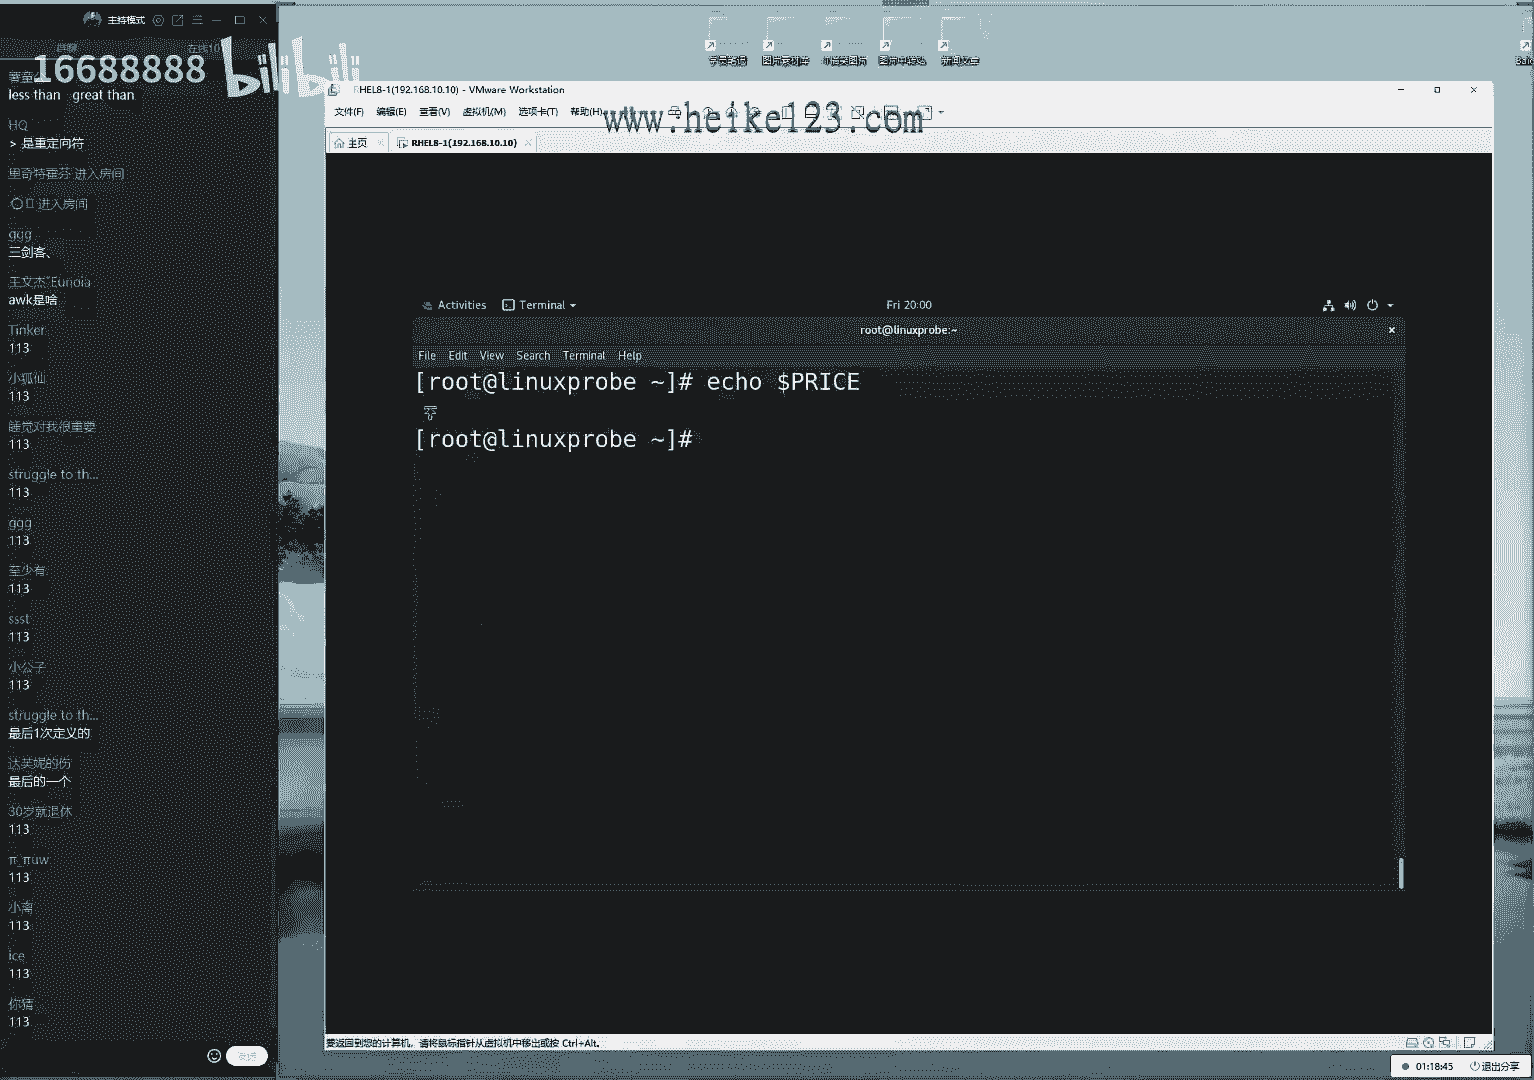 主持模式
在线10
16688888
bilibili
less than great than
HQ
> 是重定向符
里奇特霍芬 进入房间
进入房间
ggg
三剑客、
王文杰^Eunoia
awk是啥
Tinker
113
小狐仙
113
睡觉对我很重要
113
struggle to th...
113
ggg
113
至少有
113
ssst
113
小公子
113
struggle to th...
最后1次定义的
达芙妮的伤
最后的一个
30岁就退休
113
π_πuw
113
小南
113
ice
113
你猜
113
发送
RHEL8-1(192.168.10.10) - VMware Workstation
文件(F) 编辑(E) 查看(V) 虚拟机(M) 选项卡(T) 帮助(H)
www.heike123.com
主页 RHEL8-1(192.168.10.10)
Activities Terminal Fri 20:00
root@linuxprobe:~
File Edit View Search Terminal Help
[root@linuxprobe ~]# echo $PRICE
[root@linuxprobe ~]#
要返回到您的计算机，请将鼠标指针从虚拟机中移出或按 Ctrl+Alt。
01:18:45 退出分享